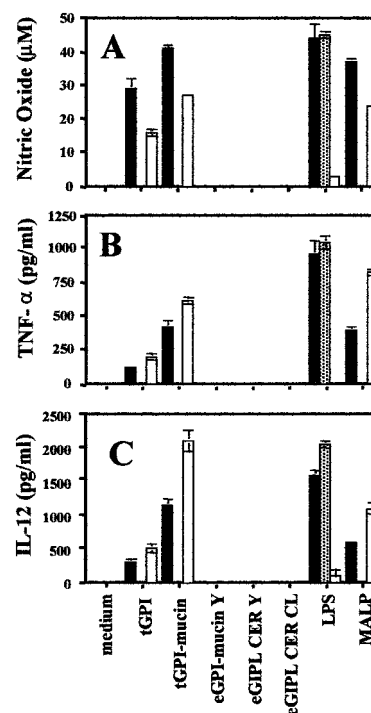 A
Nitric Oxide (μM)
50
40
30
20
10
0
B
TNF- α (pg/ml)
1250
1000
750
500
250
0
C
IL-12 (pg/ml)
2500
2000
1500
1000
500
0
medium
tGPI
tGPI-mucin
eGPI-mucin Y
eGIPL CER Y
eGIPL CER CL
LPS
MALP